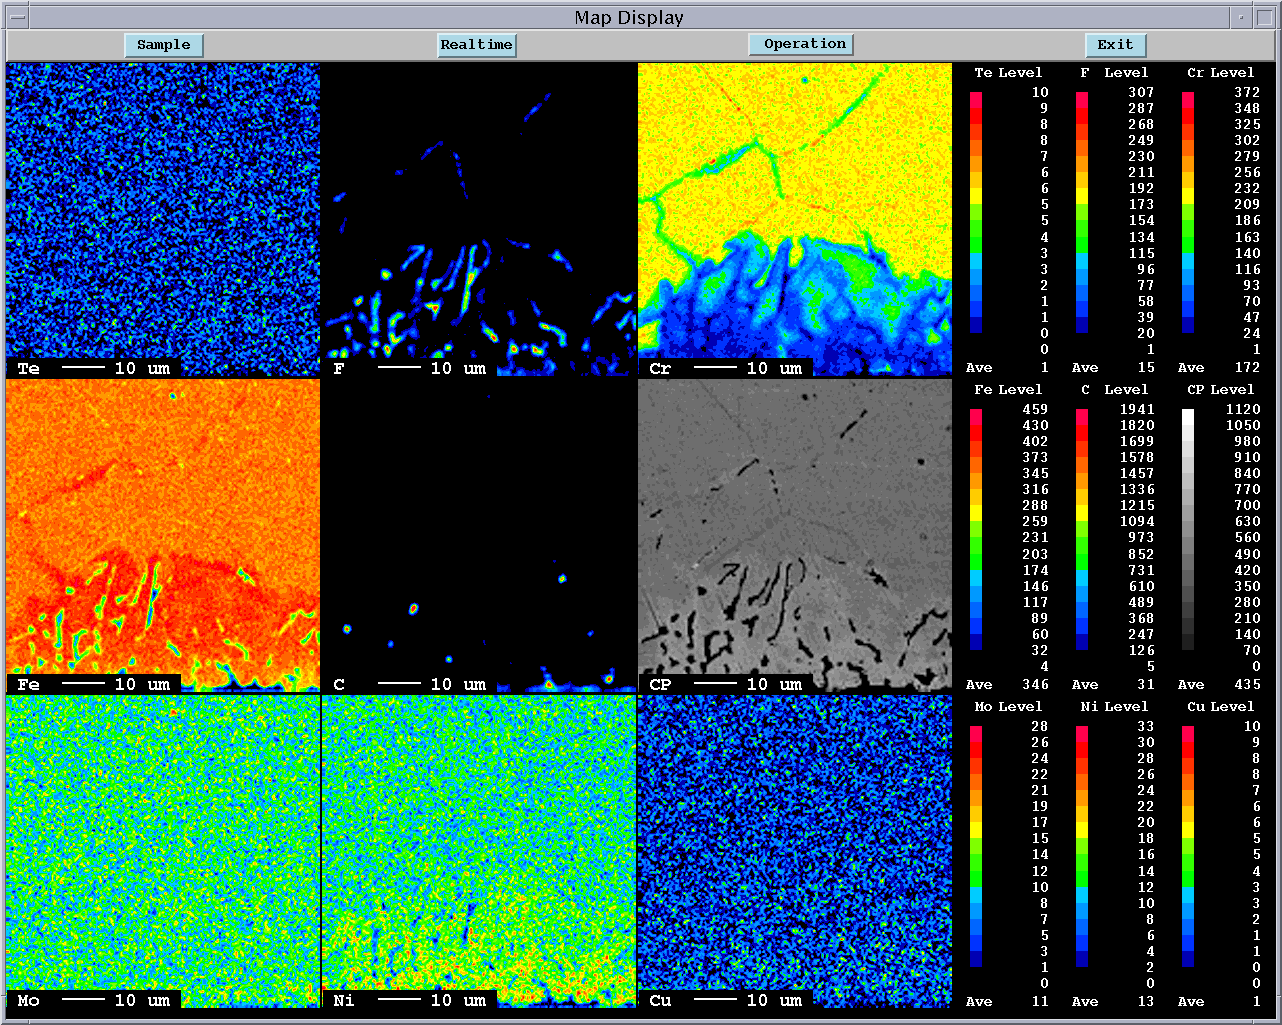 Map Display
Sample Realtime Operation Exit
Te Level F Level Cr Level
10 307 372
9 287 348
8 268 325
8 249 302
7 230 279
6 211 256
6 192 232
5 173 209
5 154 186
4 134 163
3 115 140
3 96 116
2 77 93
1 58 70
1 39 47
0 20 24
0 1 1
Ave 1 Ave 15 Ave 172
Te 10 um F 10 um Cr 10 um
Fe Level C Level CP Level
459 1941 1120
430 1820 1050
402 1699 980
373 1578 910
345 1457 840
316 1336 770
288 1215 700
259 1094 630
231 973 560
203 852 490
174 731 420
146 610 350
117 489 280
89 368 210
60 247 140
32 126 70
4 5 0
Ave 346 Ave 31 Ave 435
Fe 10 um C 10 um CP 10 um
Mo Level Ni Level Cu Level
28 33 10
26 30 9
24 28 8
22 26 8
21 24 7
19 22 6
17 20 6
15 18 5
14 16 5
12 14 4
10 12 3
8 10 3
7 8 2
5 6 1
3 4 1
1 2 0
0 0 0
Ave 11 Ave 13 Ave 1
Mo 10 um Ni 10 um Cu 10 um